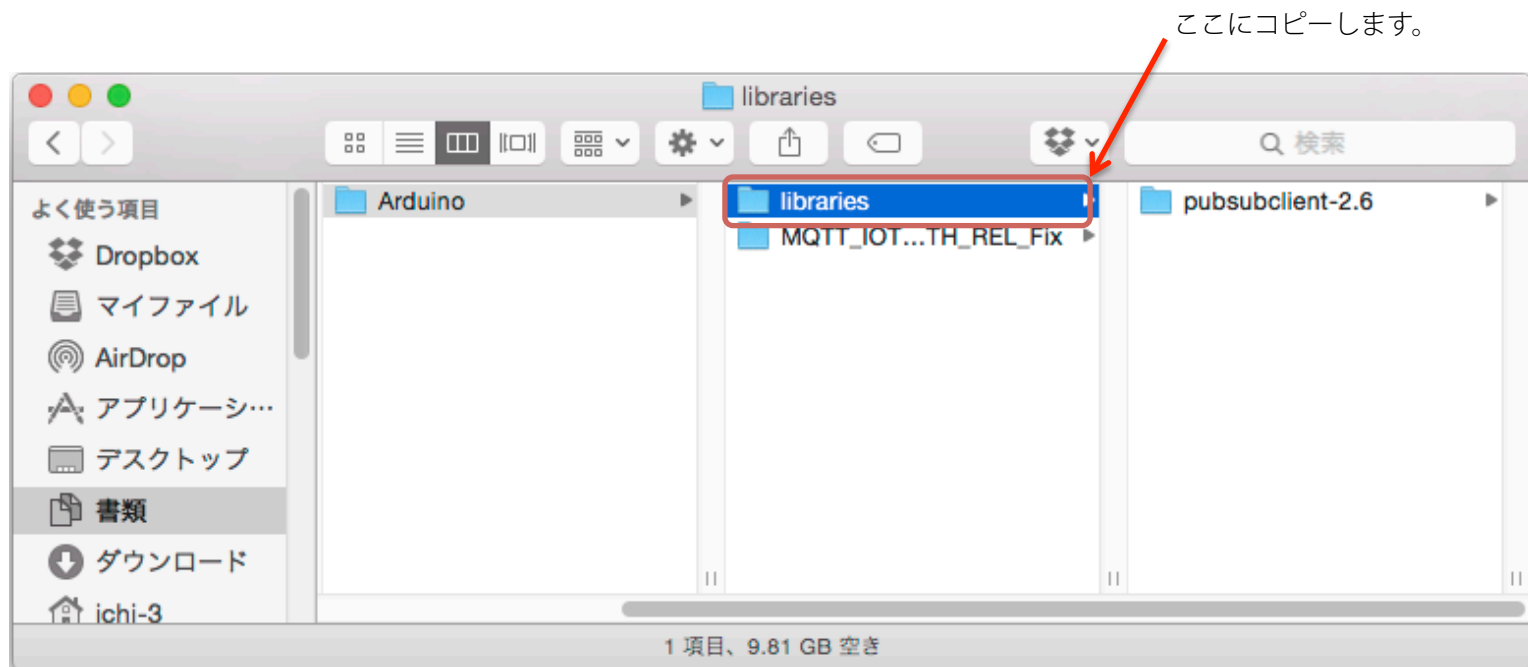 ここにコピーします。
libraries
検索
よく使う項目
Dropbox
マイファイル
AirDrop
アプリケーシ…
デスクトップ
書類
ダウンロード
ichi-3
Arduino
libraries
MQTT_IOT…TH_REL_Fix
pubsubclient-2.6
1 項目、9.81 GB 空き